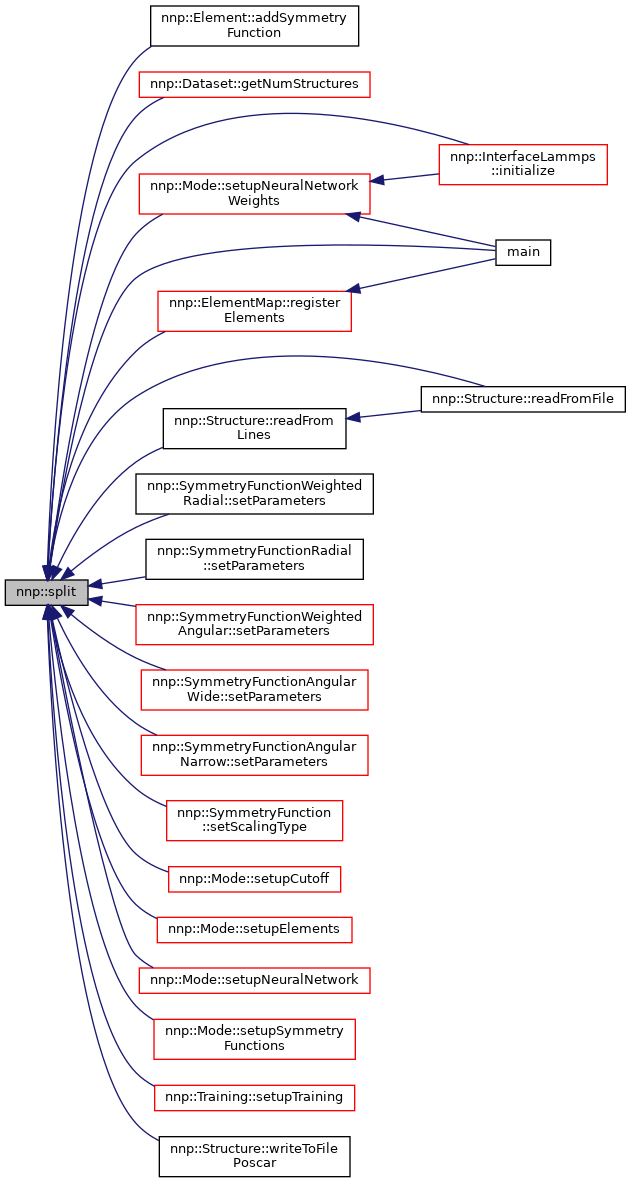 nnp::Element::addSymmetry
Function
nnp::Dataset::getNumStructures
nnp::InterfaceLammps
::initialize
nnp::Mode::setupNeuralNetwork
Weights
main
nnp::ElementMap::register
Elements
nnp::Structure::readFromFile
nnp::Structure::readFrom
Lines
nnp::SymmetryFunctionWeighted
Radial::setParameters
nnp::SymmetryFunctionRadial
::setParameters
nnp::split
nnp::SymmetryFunctionWeighted
Angular::setParameters
nnp::SymmetryFunctionAngular
Wide::setParameters
nnp::SymmetryFunctionAngular
Narrow::setParameters
nnp::SymmetryFunction
::setScalingType
nnp::Mode::setupCutoff
nnp::Mode::setupElements
nnp::Mode::setupNeuralNetwork
nnp::Mode::setupSymmetry
Functions
nnp::Training::setupTraining
nnp::Structure::writeToFile
Poscar